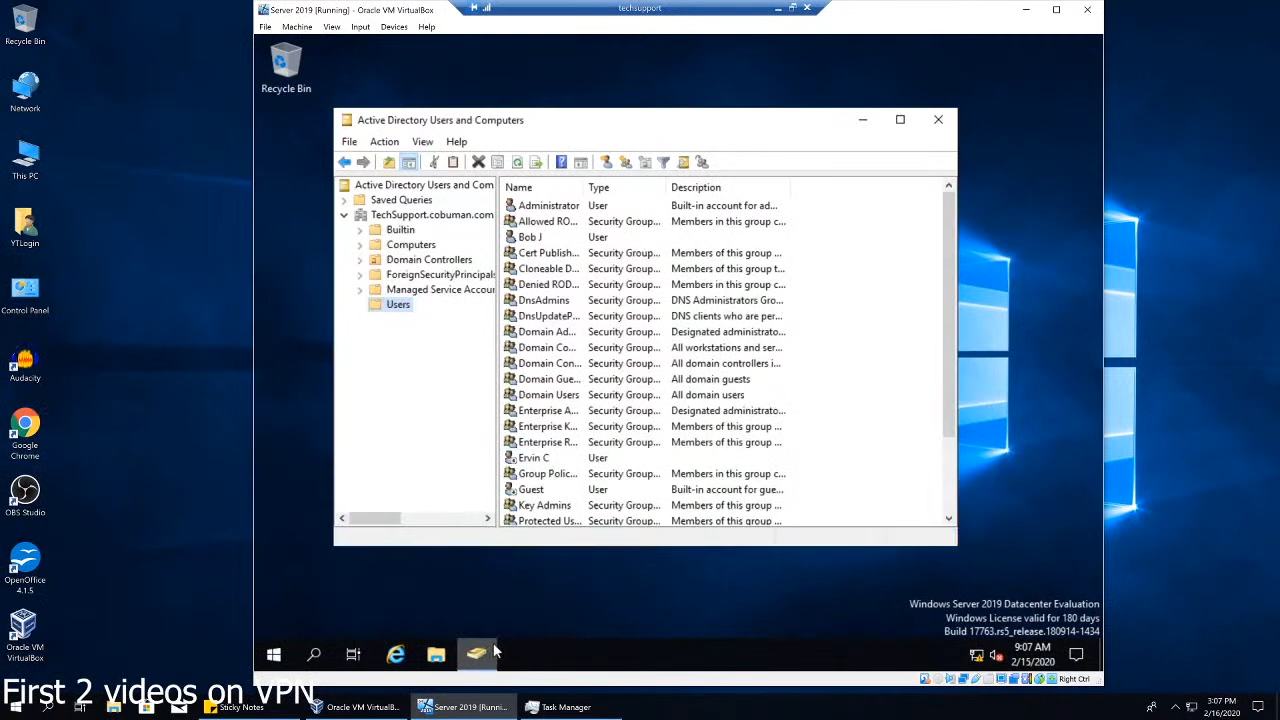 Server 2019 [Running] - Oracle VM VirtualBox
techsupport
File Machine View Input Devices Help
Recycle Bin
Network
This PC
YTLogin
Control Panel
Audacity
Google Chrome
OBS Studio
OpenOffice 4.1.5
Oracle VM VirtualBox
Recycle Bin
Active Directory Users and Computers
File Action View Help
Active Directory Users and Com
Saved Queries
TechSupport.cobuman.com
Builtin
Computers
Domain Controllers
ForeignSecurityPrincipals
Managed Service Accour
Users
Name Type Description
Administrator User Built-in account for ad...
Allowed RO... Security Group... Members in this group c...
Bob J User
Cert Publish... Security Group... Members of this group ...
Cloneable D... Security Group... Members of this group t...
Denied ROD... Security Group... Members in this group c...
DnsAdmins Security Group... DNS Administrators Gro...
DnsUpdateP... Security Group... DNS clients who are per...
Domain Ad... Security Group... Designated administrato...
Domain Co... Security Group... All workstations and ser...
Domain Con... Security Group... All domain controllers i...
Domain Gue... Security Group... All domain guests
Domain Users Security Group... All domain users
Enterprise A... Security Group... Designated administrato...
Enterprise K... Security Group... Members of this group ...
Enterprise R... Security Group... Members of this group ...
Ervin C User
Group Polic... Security Group... Members in this group c...
Guest User Built-in account for gue...
Key Admins Security Group... Members of this group ...
Protected Us... Security Group... Members of this group ...
Windows Server 2019 Datacenter Evaluation
Windows License valid for 180 days
Build 17763.rs5_release.180914-1434
9:07 AM
2/15/2020
Right Ctrl
First 2 videos on VPN
Sticky Notes
Oracle VM VirtualB...
Server 2019 [Runni...
Task Manager
3:07 PM
2/16/2020